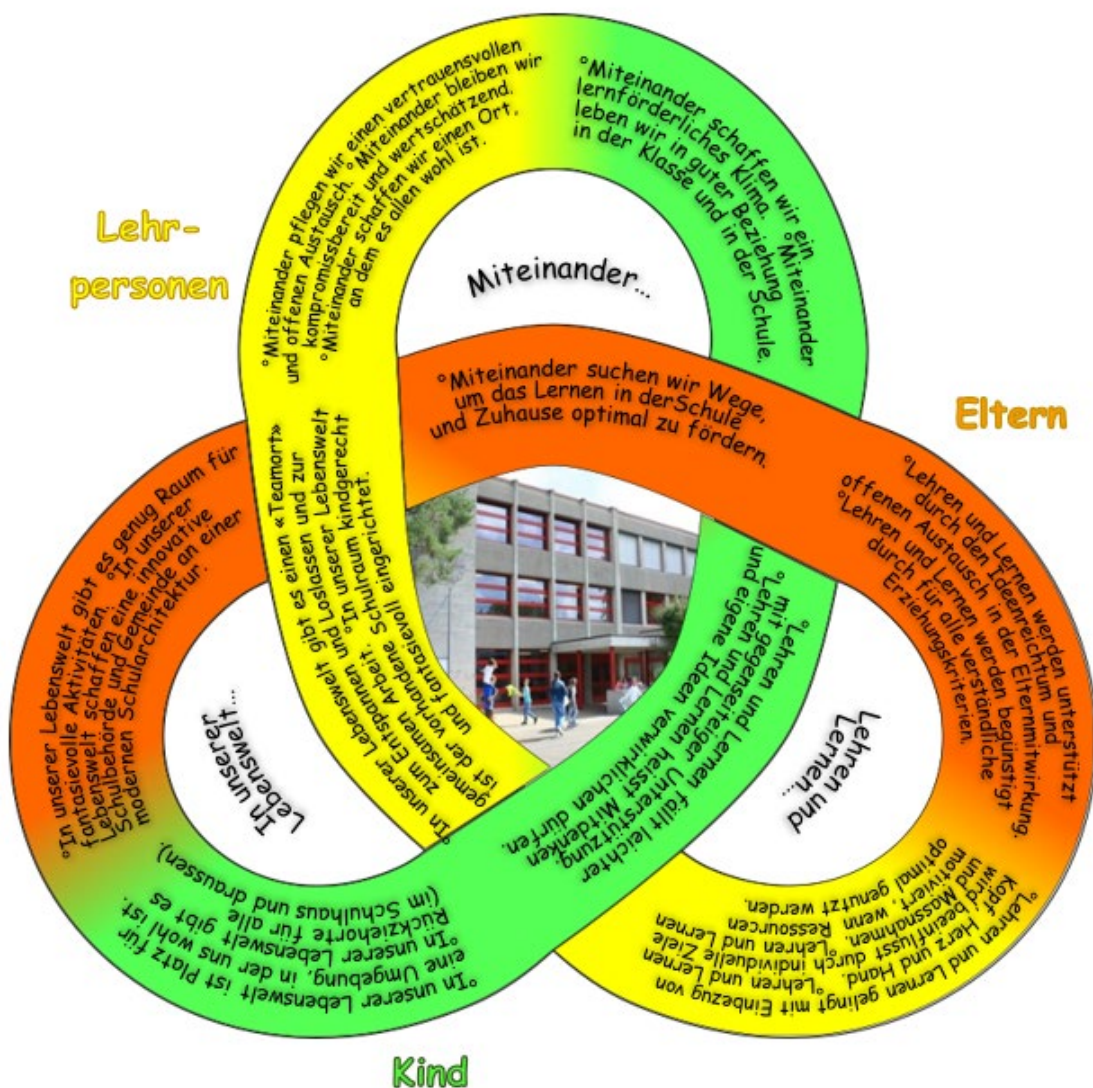 °Miteinander pflegen wir einen vertrauensvollen
und offenen Austausch. °Miteinander bleiben wir
kompromissbereit und wertschätzend.
°Miteinander schaffen wir einen Ort,
an dem es allen wohl ist.
°Miteinander schaffen wir ein
lernförderliches Klima. °Miteinander
leben wir in guter Beziehung
in der Klasse und in der Schule.
Lehr-
personen
Miteinander...
°Miteinander suchen wir Wege,
um das Lernen in derSchule
und Zuhause optimal zu fördern.
Eltern
°In unserer Lebenswelt gibt es genug Raum für
fantasievolle Aktivitäten. °In unserer
Lebenswelt schaffen eine innovative
Schulbehörde und Gemeinde an einer
modernen Schularchitektur.
°In unserer Lebenswelt gibt es einen «Teamort»
zum Entspannen und Loslassen und zur
gemeinsamen Arbeit. °In unserer Lebenswelt
ist der vorhandene Schulraum kindgerecht
und fantasievoll eingerichtet.
°Lehren und Lernen werden unterstützt
durch den Ideenreichtum und
offenen Austausch in der Elternmitwirkung.
°Lehren und Lernen werden begünstigt
durch für alle verständliche
Erziehungskriterien.
°Lehren und Lernen fällt leichter
mit gegenseitiger Unterstützung.
°Lehren und Lernen heisst Mitdenken
und eigene Ideen verwirklichen dürfen.
In unserer
Lebenswelt...
Lehren und
Lernen...
°In unserer Lebenswelt ist Platz für
eine Umgebung, in der uns wohl ist.
°In unserer Lebenswelt gibt es
Rückziehorte für alle
(im Schulhaus und draussen).
°Lehren und Lernen gelingt mit Einbezug von
Kopf, Herz und Hand. °Lehren und Lernen
wird beeinflusst durch individuelle Ziele
und Massnahmen. °Lehren und Lernen
motiviert, wenn Ressourcen
optimal genutzt werden.
Kind